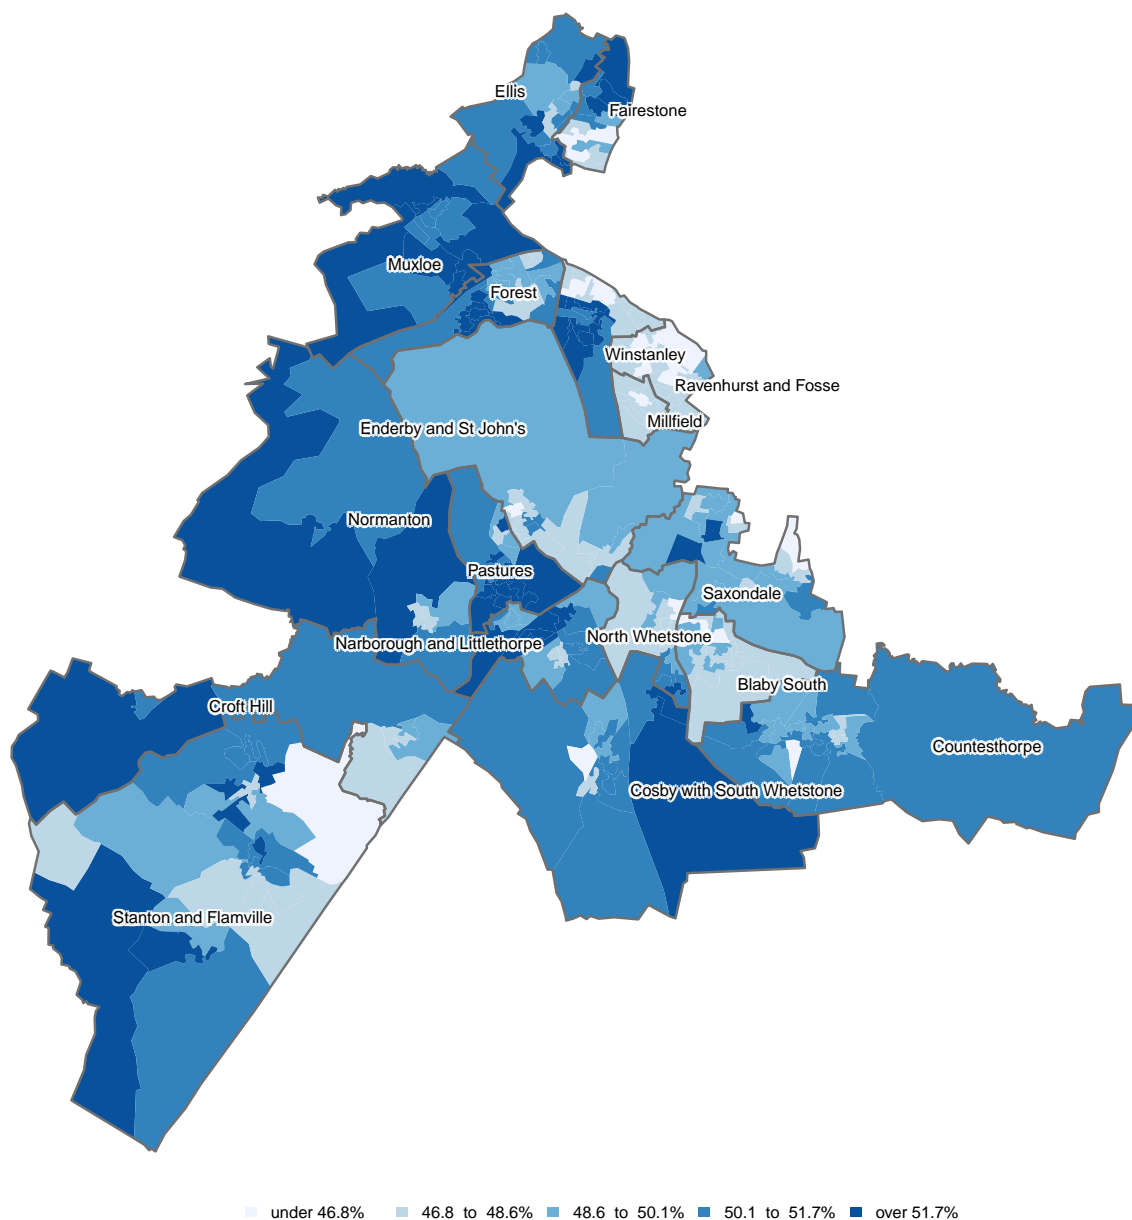 Ellis
Fairestone
Muxloe
Forest
Winstanley
Ravenhurst and Fosse
Millfield
Enderby and St John's
Normanton
Pastures
Saxondale
North Whetstone
Narborough and Littlethorpe
Blaby South
Croft Hill
Countesthorpe
Cosby with South Whetstone
Stanton and Flamville
under 46.8% 46.8 to 48.6% 48.6 to 50.1% 50.1 to 51.7% over 51.7%